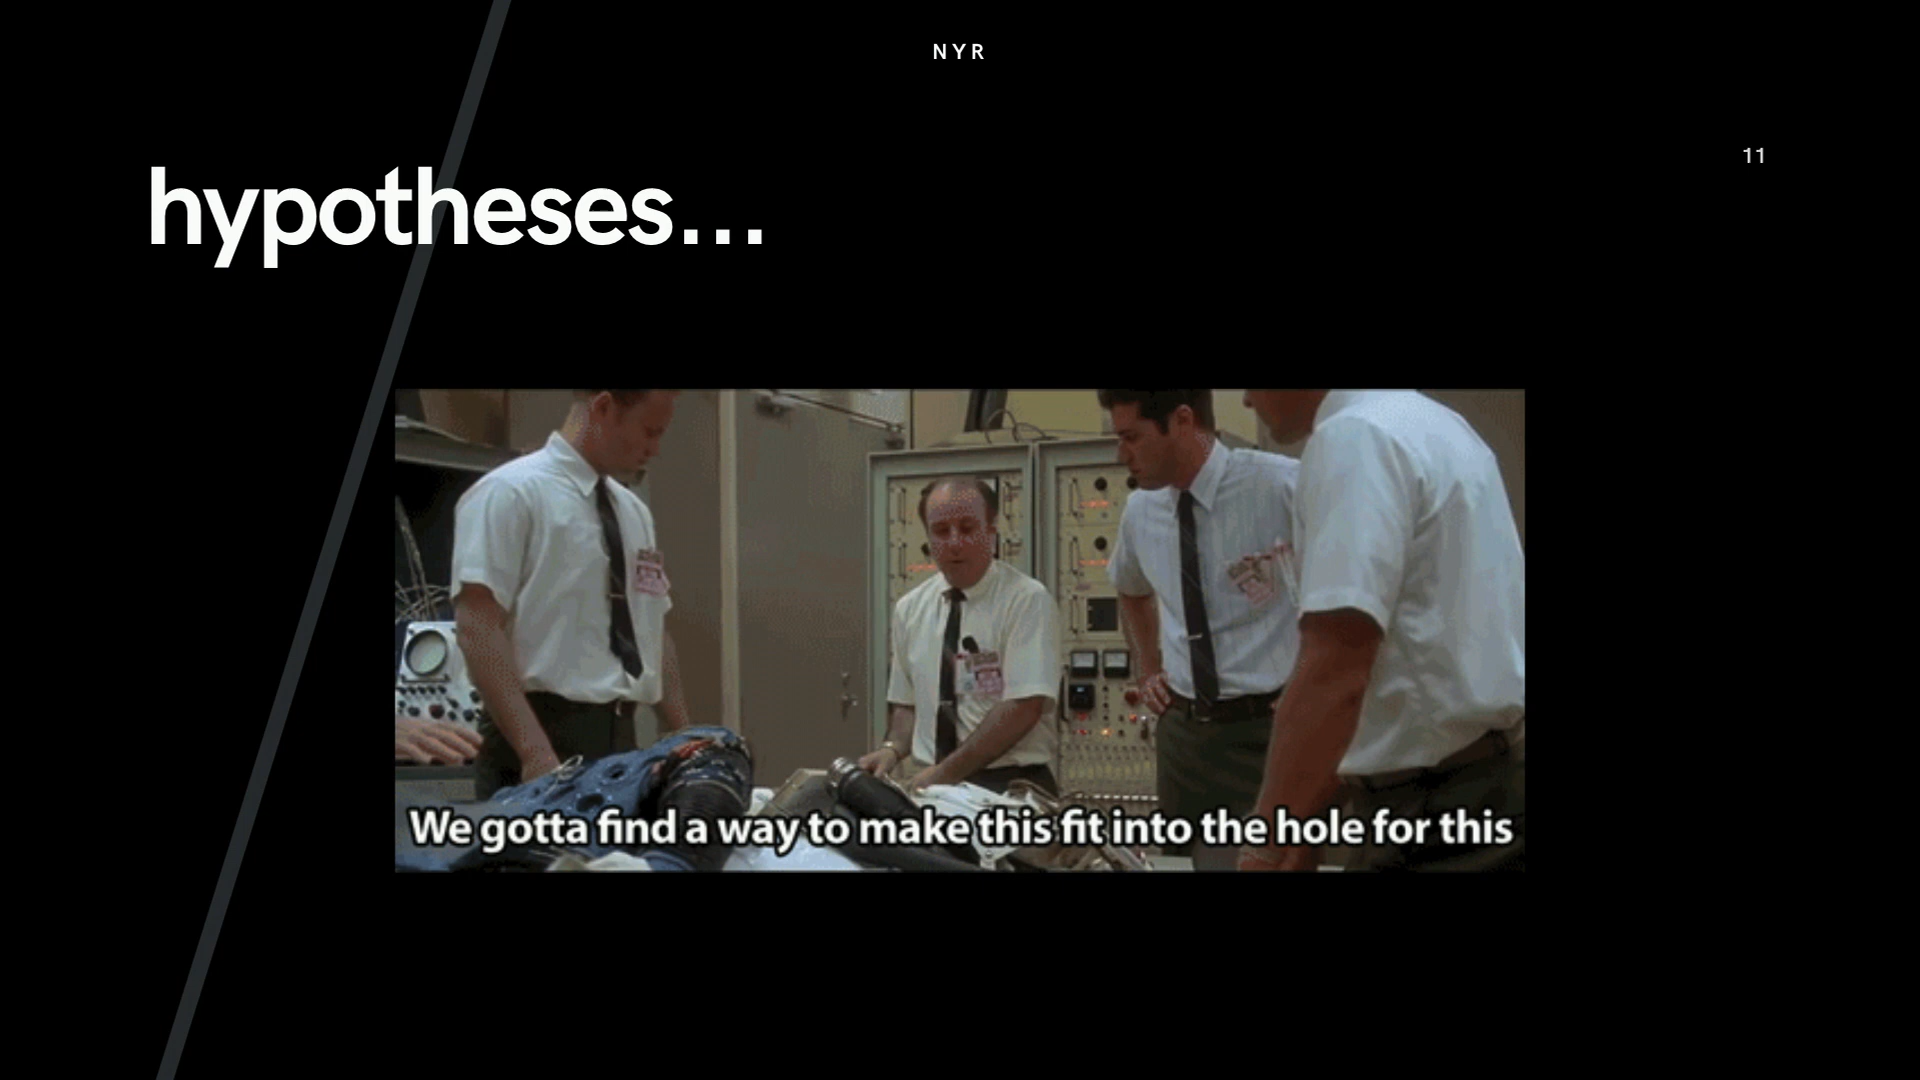 NYR
11
hypotheses...
We gotta find a way to make this fit into the hole for this